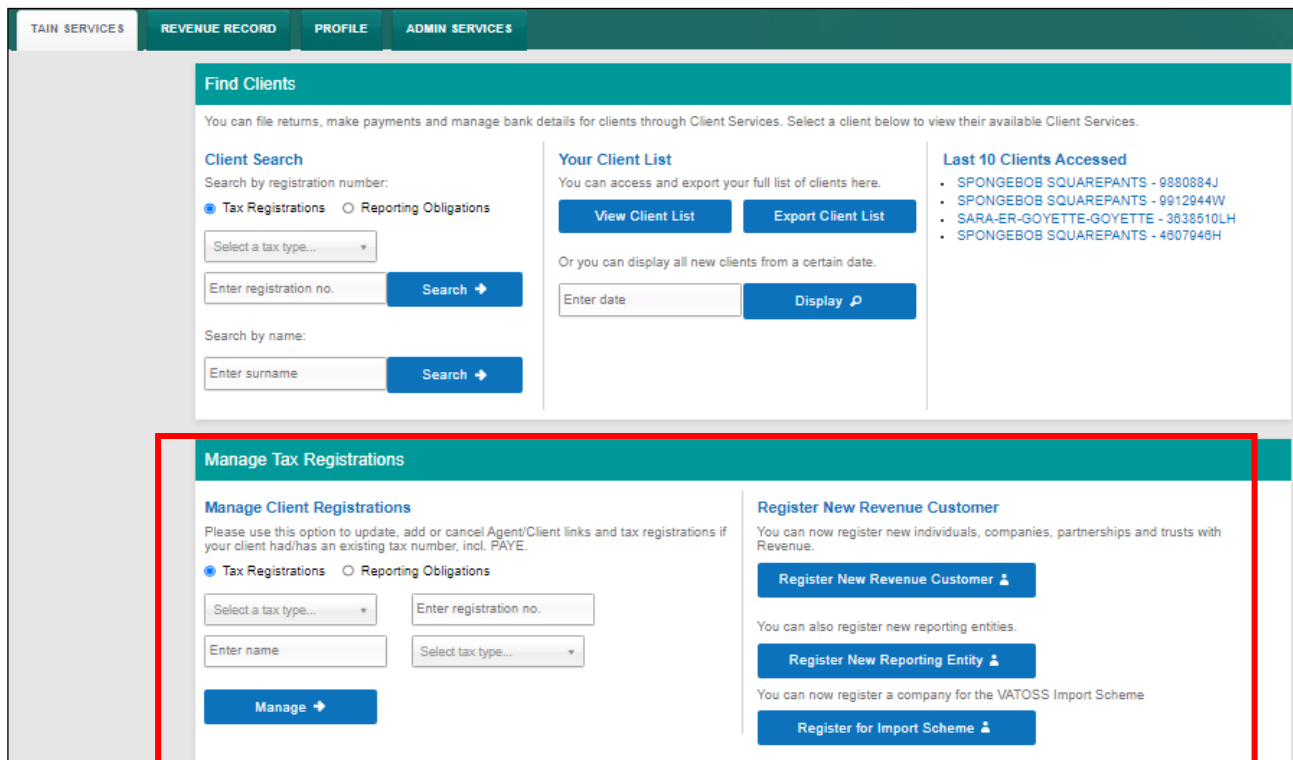 TAIN SERVICES
REVENUE RECORD
PROFILE
ADMIN SERVICES
Find Clients
You can file returns, make payments and manage bank details for clients through Client Services. Select a client below to view their available Client Services.
Client Search
Search by registration number:
Tax Registrations
Reporting Obligations
Select a tax type...
Enter registration no.
Search
Search by name:
Enter surname
Search
Your Client List
You can access and export your full list of clients here.
View Client List
Export Client List
Or you can display all new clients from a certain date.
Enter date
Display
Last 10 Clients Accessed
SPONGEBOB SQUAREPANTS - 9880884J
SPONGEBOB SQUAREPANTS - 9912944W
SARA-ER-GOYETTE-GOYETTE - 3638510LH
SPONGEBOB SQUAREPANTS - 4607946H
Manage Tax Registrations
Manage Client Registrations
Please use this option to update, add or cancel Agent/Client links and tax registrations if
your client had/has an existing tax number, incl. PAYE.
Tax Registrations
Reporting Obligations
Select a tax type...
Enter registration no.
Enter name
Select tax type...
Manage
Register New Revenue Customer
You can now register new individuals, companies, partnerships and trusts with
Revenue.
Register New Revenue Customer
You can also register new reporting entities.
Register New Reporting Entity
You can now register a company for the VATOSS Import Scheme
Register for Import Scheme